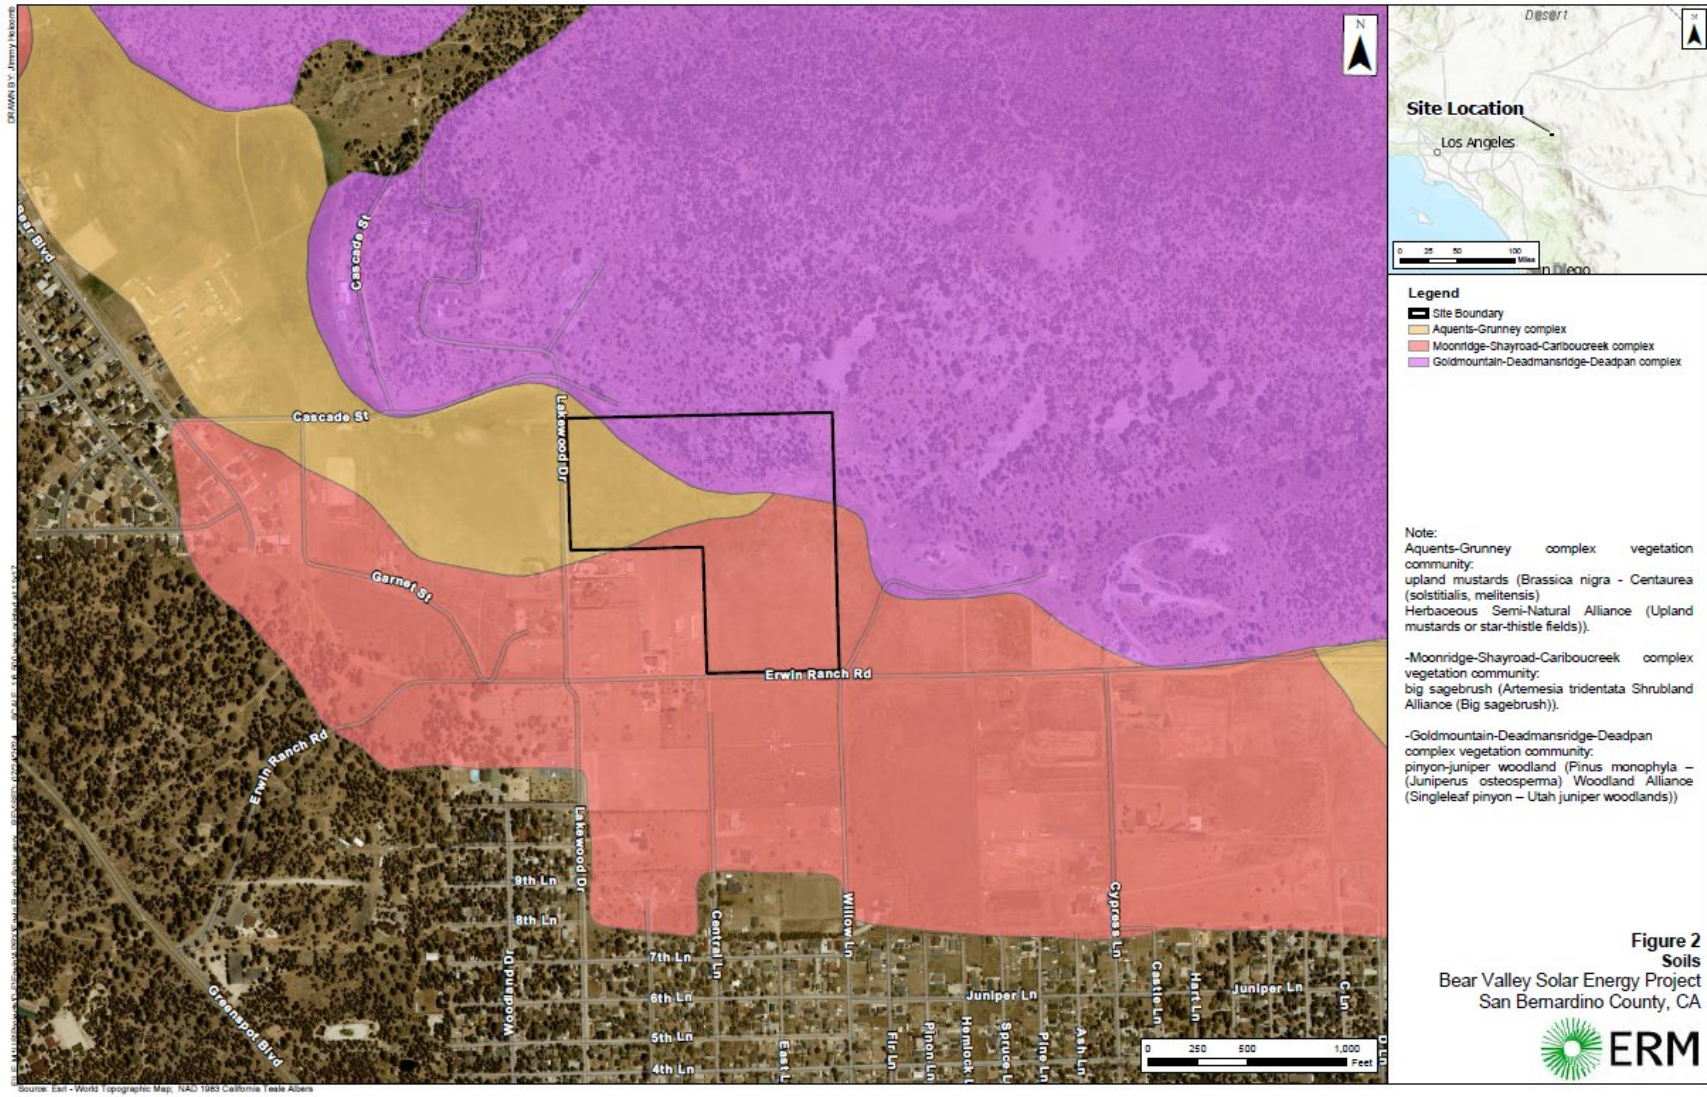 DRAWN BY: Jimmy Holcomb
N
Bear Blvd
Cascade St
Cascade St
Lakewood Dr
Garnet St
Erwin Ranch Rd
Erwin Ranch Rd
Lakewood Dr
9th Ln
8th Ln
7th Ln
6th Ln
5th Ln
4th Ln
Woodland Dr
Central Ln
Willow Ln
Cypress Ln
Castle Ln
Hart Ln
Juniper Ln
Juniper Ln
C Ln
D Ln
East L
Fir Ln
Pinon Ln
Hemlock L
Spruce L
Pine Ln
Ash Ln
Greenspot Blvd
0 250 500 1,000
Feet
Source: Esri - World Topographic Map; NAD 1983 California Teale Albers
Desert
N
Site Location
Los Angeles
0 25 50 100
Miles
n Diego
Legend
Site Boundary
Aquents-Grunney complex
Moonridge-Shayroad-Cariboucreek complex
Goldmountain-Deadmansridge-Deadpan complex
Note:
Aquents-Grunney complex vegetation
community:
upland mustards (Brassica nigra - Centaurea
(solstitialis, melitensis)
Herbaceous Semi-Natural Alliance (Upland
mustards or star-thistle fields)).
-Moonridge-Shayroad-Cariboucreek complex
vegetation community:
big sagebrush (Artemesia tridentata Shrubland
Alliance (Big sagebrush)).
-Goldmountain-Deadmansridge-Deadpan
complex vegetation community:
pinyon-juniper woodland (Pinus monophyla –
(Juniperus osteosperma) Woodland Alliance
(Singleleaf pinyon – Utah juniper woodlands))
Figure 2
Soils
Bear Valley Solar Energy Project
San Bernardino County, CA
ERM